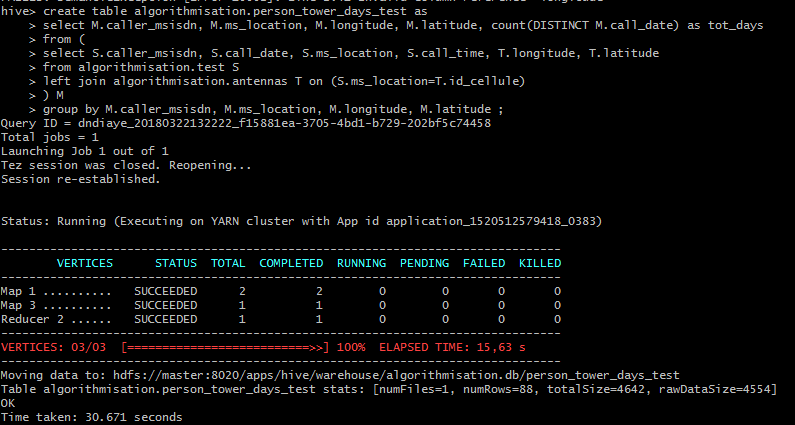 hive> create table algorithmisation.person_tower_days_test as
> select M.caller_msisdn, M.ms_location, M.longitude, M.latitude, count(DISTINCT M.call_date) as tot_days
> from (
> select S.caller_msisdn, S.call_date, S.ms_location, S.call_time, T.longitude, T.latitude
> from algorithmisation.test S
> left join algorithmisation.antennas T on (S.ms_location=T.id_cellule)
> ) M
> group by M.caller_msisdn, M.ms_location, M.longitude, M.latitude ;
Query ID = dndiaye_20180322132222_f15881ea-3705-4bd1-b729-202bf5c74458
Total jobs = 1
Launching Job 1 out of 1
Tez session was closed. Reopening...
Session re-established.
Status: Running (Executing on YARN cluster with App id application_1520512579418_0383)
--------------------------------------------------------------------------------
VERTICES STATUS TOTAL COMPLETED RUNNING PENDING FAILED KILLED
--------------------------------------------------------------------------------
Map 1 .......... SUCCEEDED 2 2 0 0 0 0
Map 3 .......... SUCCEEDED 1 1 0 0 0 0
Reducer 2 ...... SUCCEEDED 1 1 0 0 0 0
--------------------------------------------------------------------------------
VERTICES: 03/03 [==========================>>] 100% ELAPSED TIME: 15,63 s
--------------------------------------------------------------------------------
Moving data to: hdfs://master:8020/apps/hive/warehouse/algorithmisation.db/person_tower_days_test
Table algorithmisation.person_tower_days_test stats: [numFiles=1, numRows=88, totalSize=4642, rawDataSize=4554]
OK
Time taken: 30.671 seconds